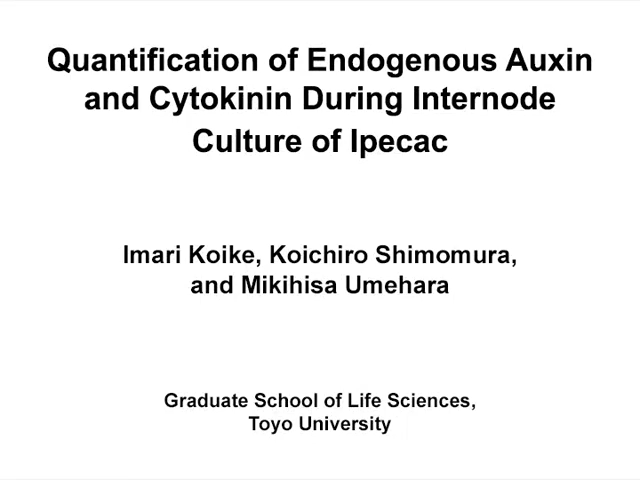 Quantification of Endogenous Auxin
and Cytokinin During Internode
Culture of Ipecac
Imari Koike, Koichiro Shimomura,
and Mikihisa Umehara
Graduate School of Life Sciences,
Toyo University